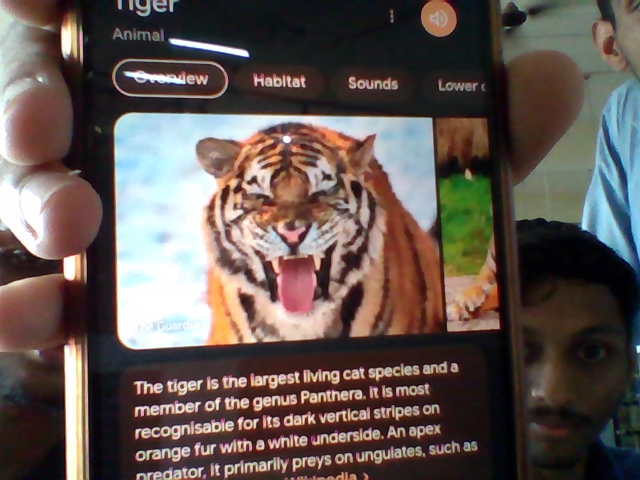 Tiger
Animal
Overview Habitat Sounds Lower c
The Guardian
The tiger is the largest living cat species and a
member of the genus Panthera. It is most
recognisable for its dark vertical stripes on
orange fur with a white underside. An apex
predator, it primarily preys on ungulates, such as
Wikipedia >